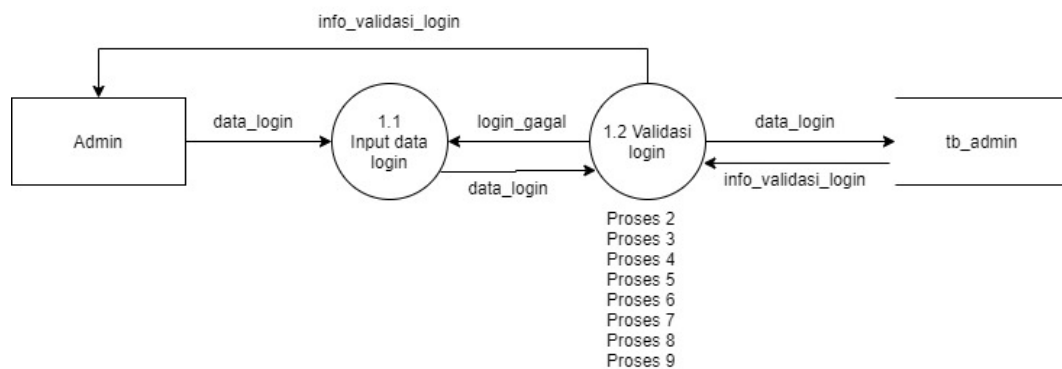 info_validasi_login
Admin
data_login
1.1
Input data
login
login_gagal
data_login
1.2 Validasi
login
data_login
info_validasi_login
tb_admin
Proses 2
Proses 3
Proses 4
Proses 5
Proses 6
Proses 7
Proses 8
Proses 9